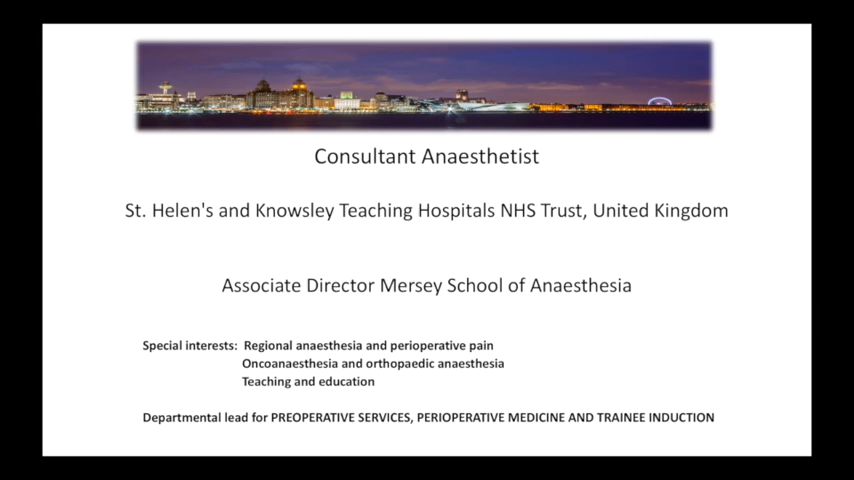 Consultant Anaesthetist
St. Helen's and Knowsley Teaching Hospitals NHS Trust, United Kingdom
Associate Director Mersey School of Anaesthesia
Special interests: Regional anaesthesia and perioperative pain
Oncoanaesthesia and orthopaedic anaesthesia
Teaching and education
Departmental lead for PREOPERATIVE SERVICES, PERIOPERATIVE MEDICINE AND TRAINEE INDUCTION